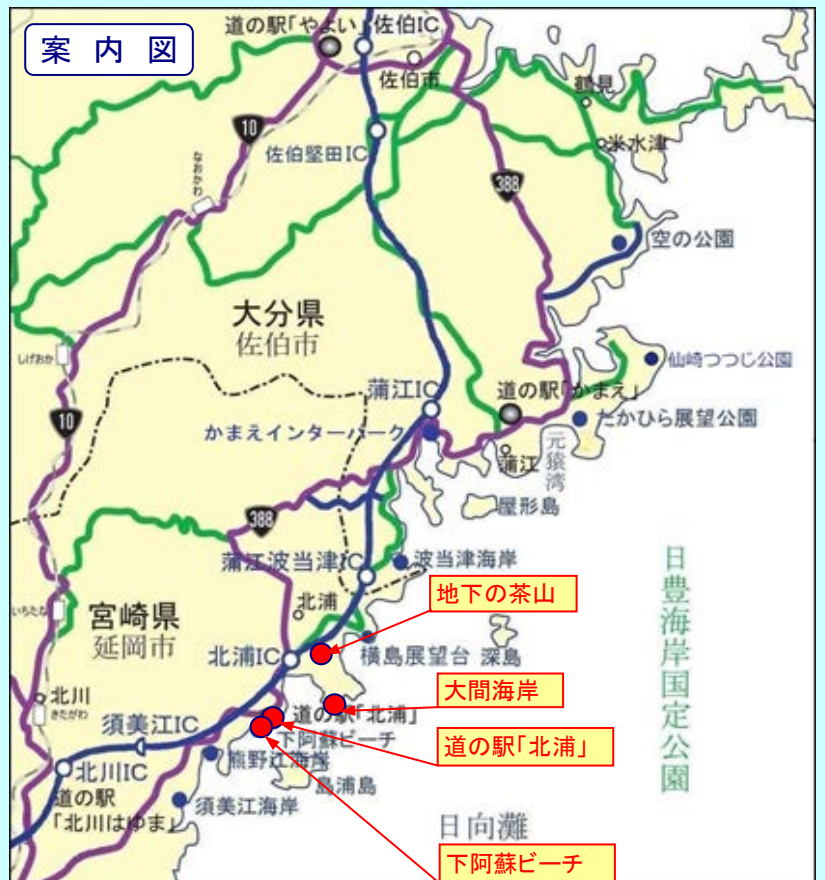 案内図
道の駅「やよい」
佐伯IC
佐伯市
鶴見
10
佐伯堅田IC
米水津
なおかわ
388
空の公園
大分県
佐伯市
しげおか
仙崎つつじ公園
蒲江IC
道の駅「かまえ」
10
かまえインターパーク
たかひら展望公園
蒲江
元猿湾
屋形島
388
蒲江波当津IC
波当津海岸
地下の茶山
いちたな
宮崎県
延岡市
北浦
日豊海岸国定公園
北浦IC
横島展望台
深島
大間海岸
北川
きたがわ
須美江IC
道の駅「北浦」
下阿蘇ビーチ
道の駅「北浦」
熊野江海岸
北川IC
島浦島
道の駅
「北川はゆま」
須美江海岸
日向灘
下阿蘇ビーチ